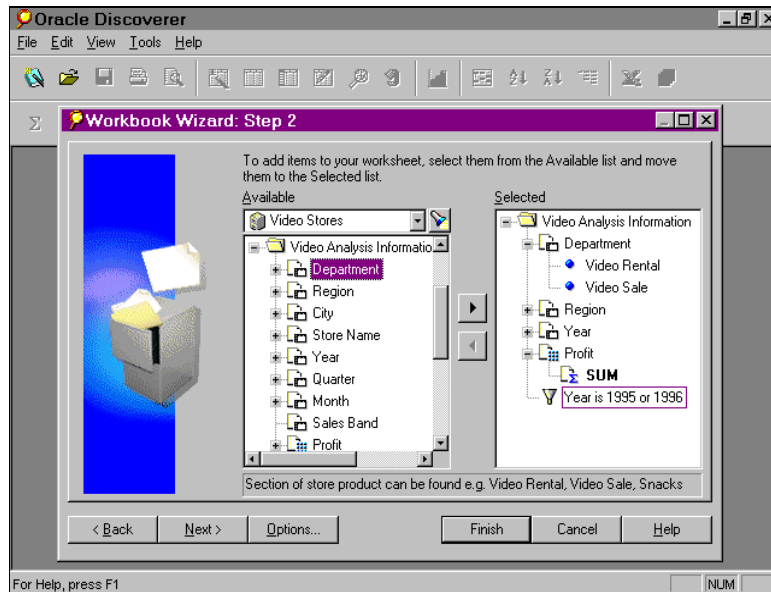 Oracle Discoverer
File Edit View Tools Help
Σ
Workbook Wizard: Step 2
To add items to your worksheet, select them from the Available list and move
them to the Selected list.
Available
Video Stores
Video Analysis Informatio
Department
Region
City
Store Name
Year
Quarter
Month
Sales Band
Profit
Selected
Video Analysis Information
Department
Video Rental
Video Sale
Region
Year
Profit
SUM
Year is 1995 or 1996
Section of store product can be found e.g. Video Rental, Video Sale, Snacks
< Back Next > Options... Finish Cancel Help
For Help, press F1 NUM